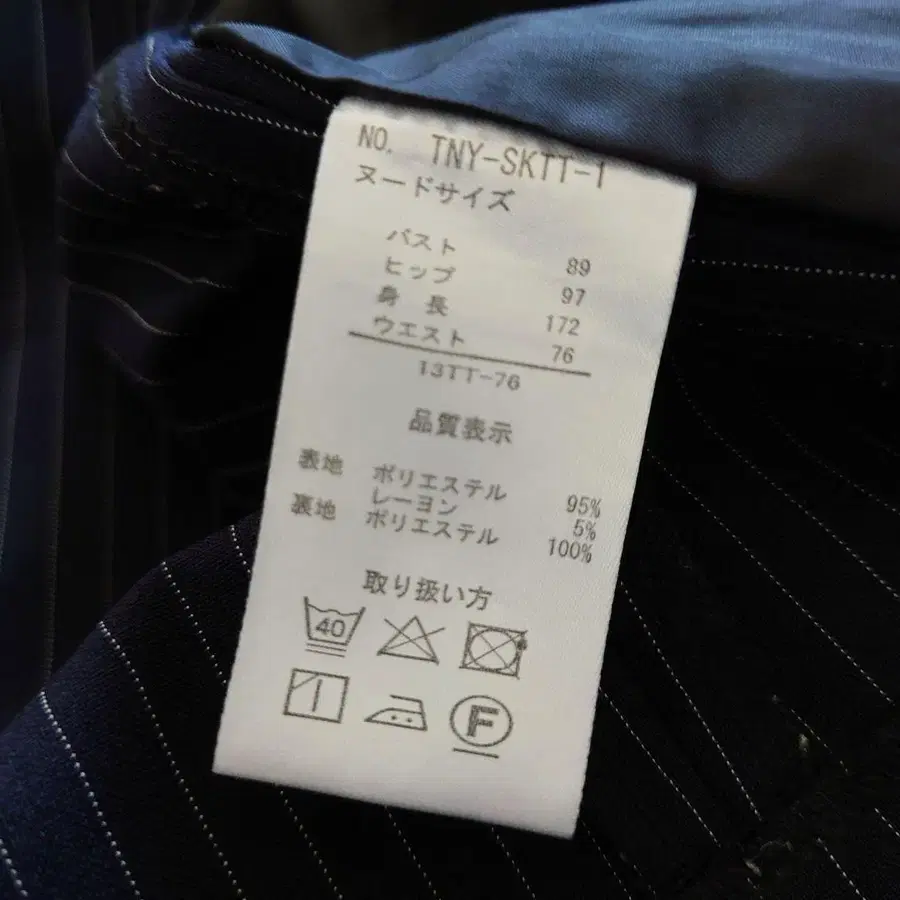 NO. TNY-SKTT-1
ヌードサイズ
バスト 89
ヒップ 97
身長 172
ウエスト 76
13TT-76
品質表示
表地 ポリエステル 95%
レーヨン 5%
裏地 ポリエステル 100%
取り扱い方
40
F